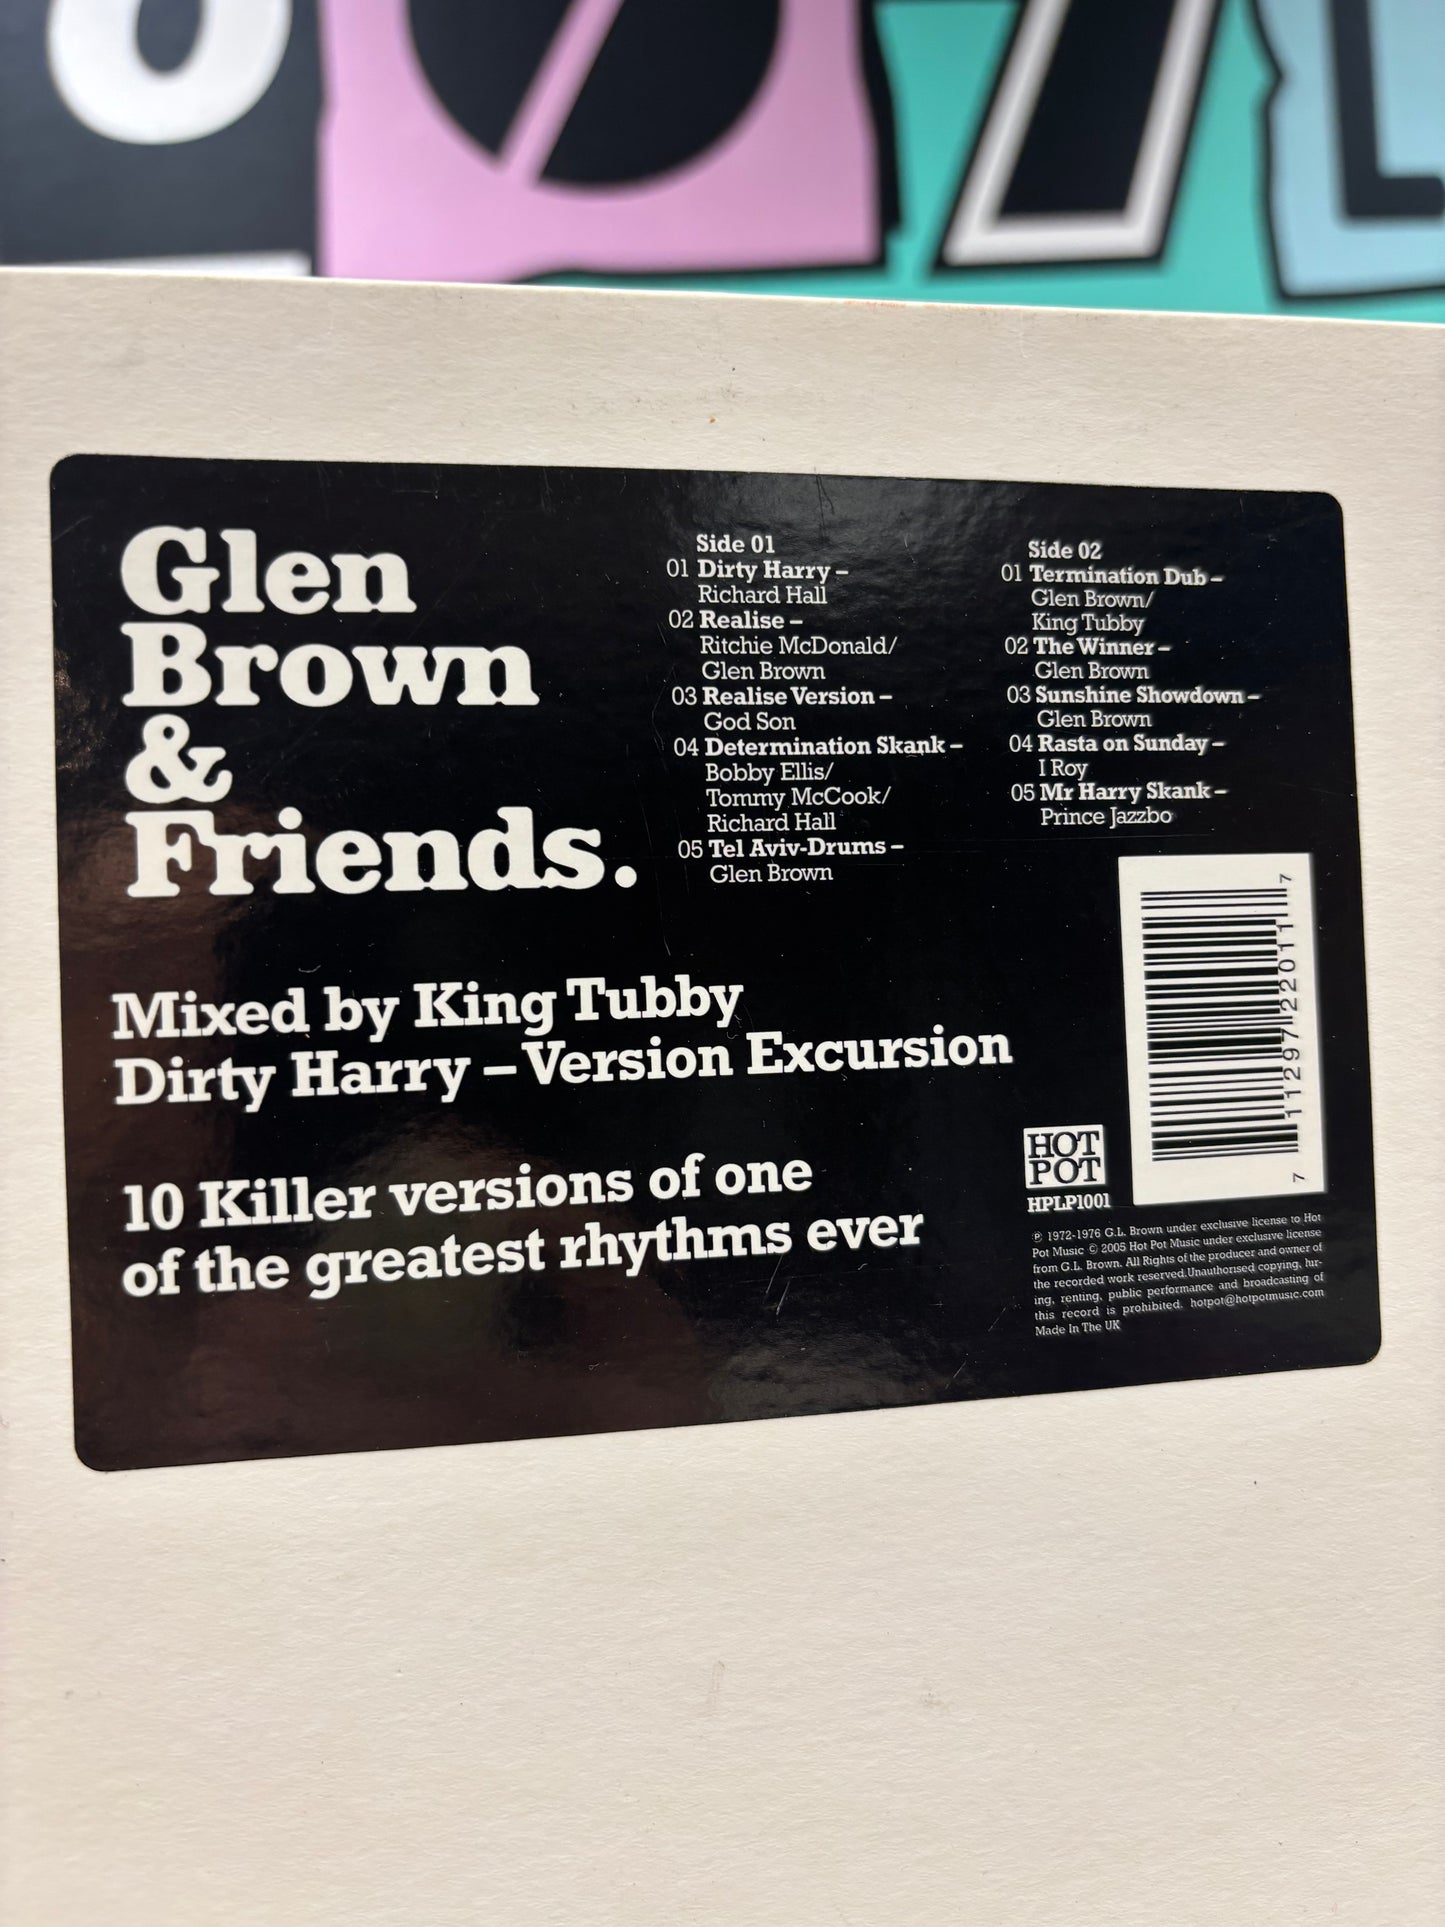 Glen
Brown
&
Friends.
Side 01
01 Dirty Harry –
Richard Hall
02 Realise –
Ritchie McDonald/
Glen Brown
03 Realise Version –
God Son
04 Determination Skank –
Bobby Ellis/
Tommy McCook/
Richard Hall
05 Tel Aviv-Drums –
Glen Brown
Side 02
01 Termination Dub –
Glen Brown/
King Tubby
02 The Winner –
Glen Brown
03 Sunshine Showdown –
Glen Brown
04 Rasta on Sunday –
I Roy
05 Mr Harry Skank –
Prince Jazzbo
Mixed by King Tubby
Dirty Harry – Version Excursion
10 Killer versions of one
of the greatest rhythms ever
7 11297 22011 7
HOT
POT
HPLP1001
℗ 1972-1976 G.L. Brown under exclusive license to Hot
Pot Music © 2005 Hot Pot Music under exclusive license
from G.L. Brown. All Rights of the producer and owner of
the recorded work reserved.Unauthorised copying, hir-
ing, renting, public performance and broadcasting of
this record is prohibited. hotpot@hotpotmusic.com
Made In The UK